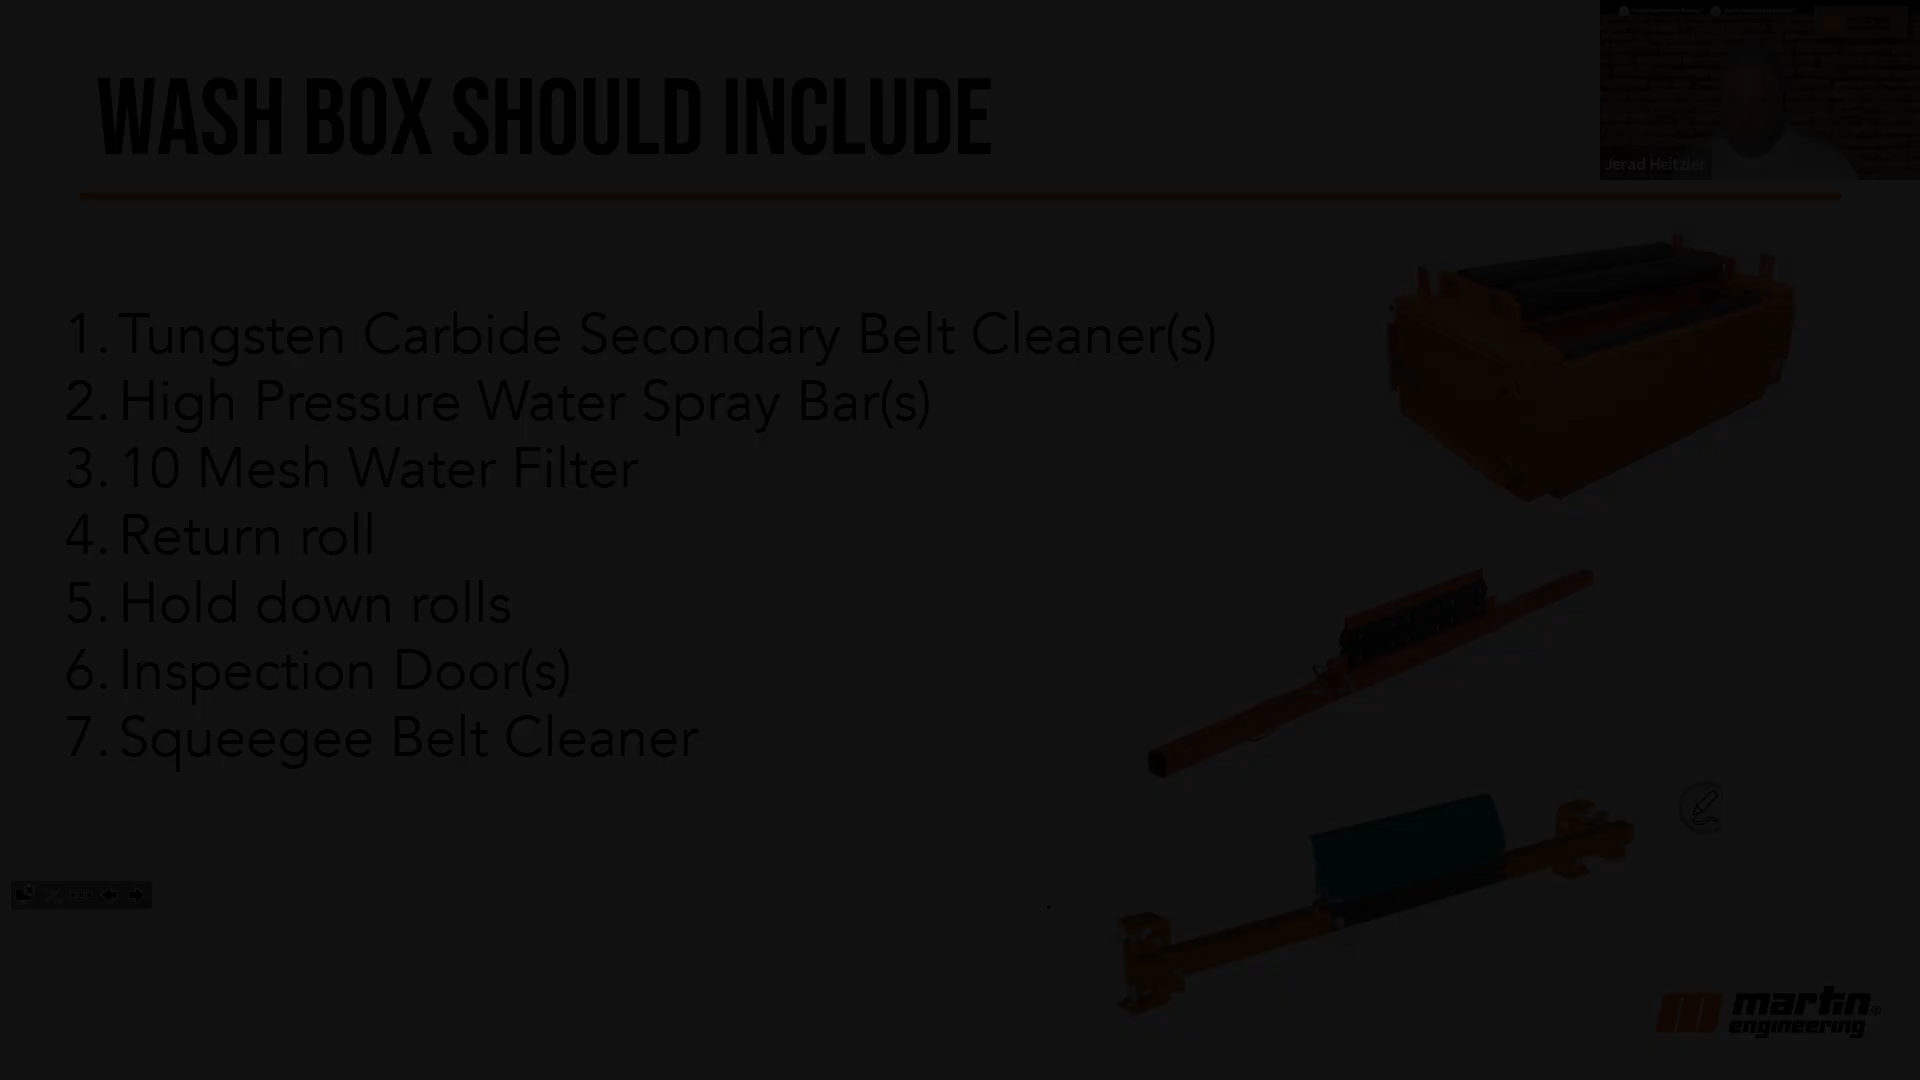 WASH BOX SHOULD INCLUDE
Jerad Heitzler
1. Tungsten Carbide Secondary Belt Cleaner(s)
2. High Pressure Water Spray Bar(s)
3. 10 Mesh Water Filter
4. Return roll
5. Hold down rolls
6. Inspection Door(s)
7. Squeegee Belt Cleaner
martin®
engineering